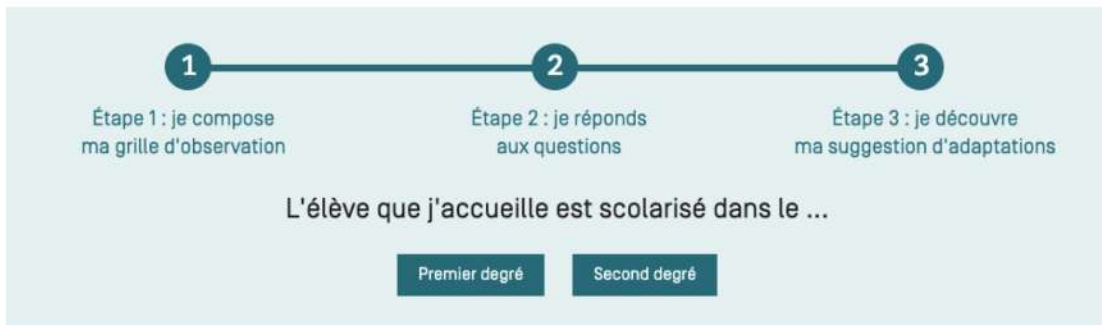 1
2
3
Étape 1 : je compose
ma grille d'observation
Étape 2 : je réponds
aux questions
Étape 3 : je découvre
ma suggestion d'adaptations
L'élève que j'accueille est scolarisé dans le ...
Premier degré
Second degré